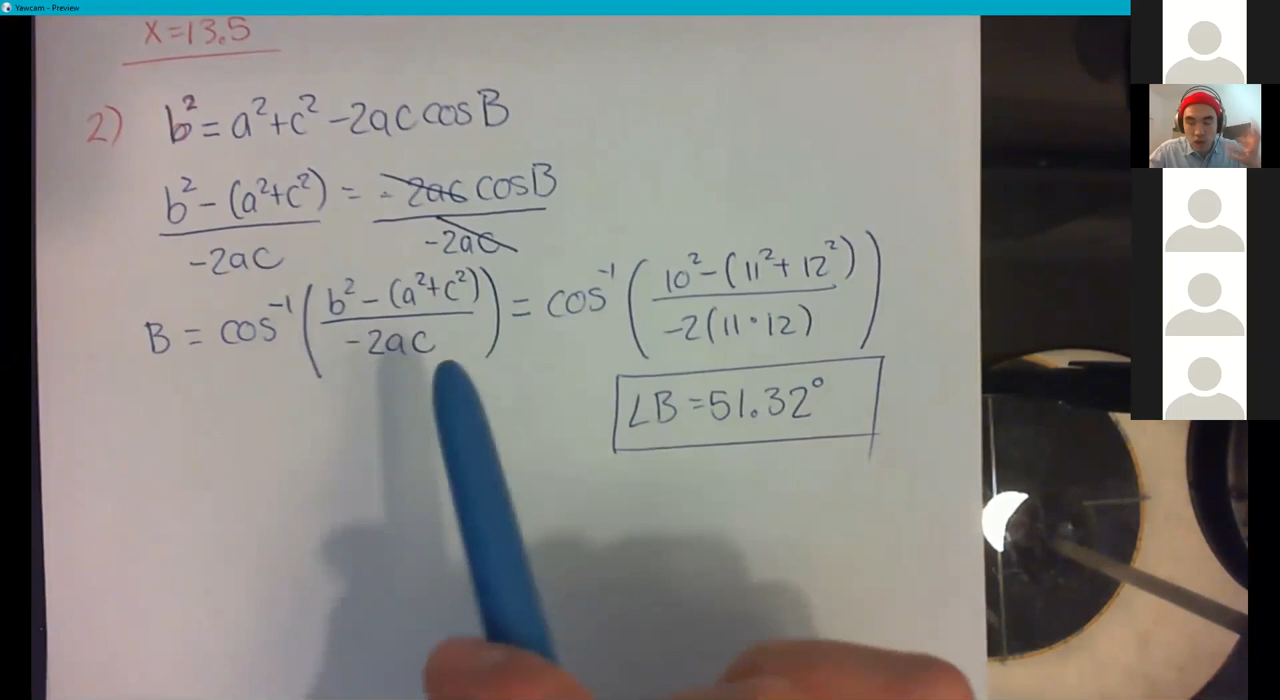 Yawcam - Preview
x=13.5
2) b² = a²+c² -2ac cos B
b² - (a²+c²) = -2ac cosB
-2ac -2ac
B = cos⁻¹ ( b² - (a²+c²) / -2ac ) = cos⁻¹ ( 10² - (11² + 12²) / -2(11·12) )
∠B = 51.32°